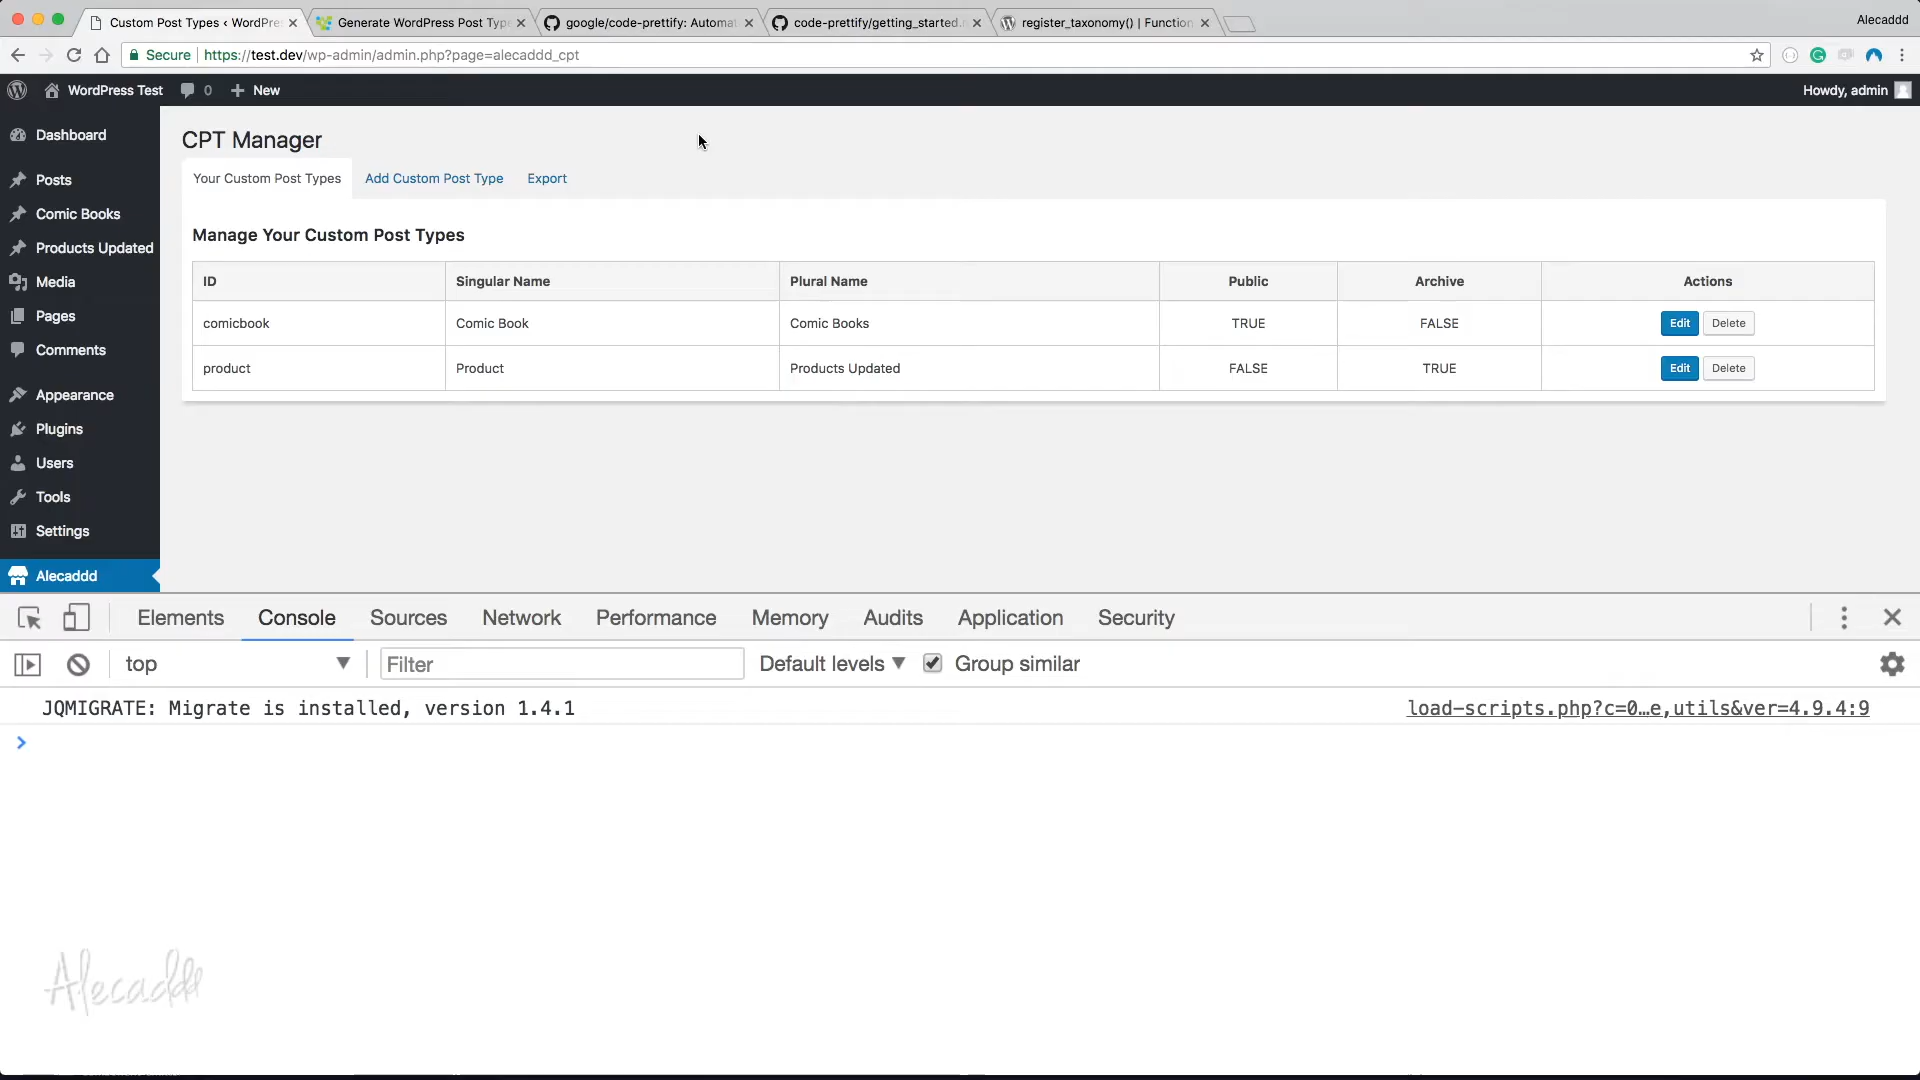 Custom Post Types ‹ WordPres
Generate WordPress Post Type
google/code-prettify: Automat
code-prettify/getting_started.m
register_taxonomy() | Function
Alecaddd
Secure
https://test.dev/wp-admin/admin.php?page=alecaddd_cpt
WordPress Test
0
New
Howdy, admin
Dashboard
Posts
Comic Books
Products Updated
Media
Pages
Comments
Appearance
Plugins
Users
Tools
Settings
Alecaddd
CPT Manager
Your Custom Post Types Add Custom Post Type Export
Manage Your Custom Post Types
ID Singular Name Plural Name Public Archive Actions
comicbook Comic Book Comic Books TRUE FALSE Edit Delete
product Product Products Updated FALSE TRUE Edit Delete
Elements Console Sources Network Performance Memory Audits Application Security
top Filter Default levels Group similar
JQMIGRATE: Migrate is installed, version 1.4.1 load-scripts.php?c=0…e,utils&ver=4.9.4:9
Alecaddd